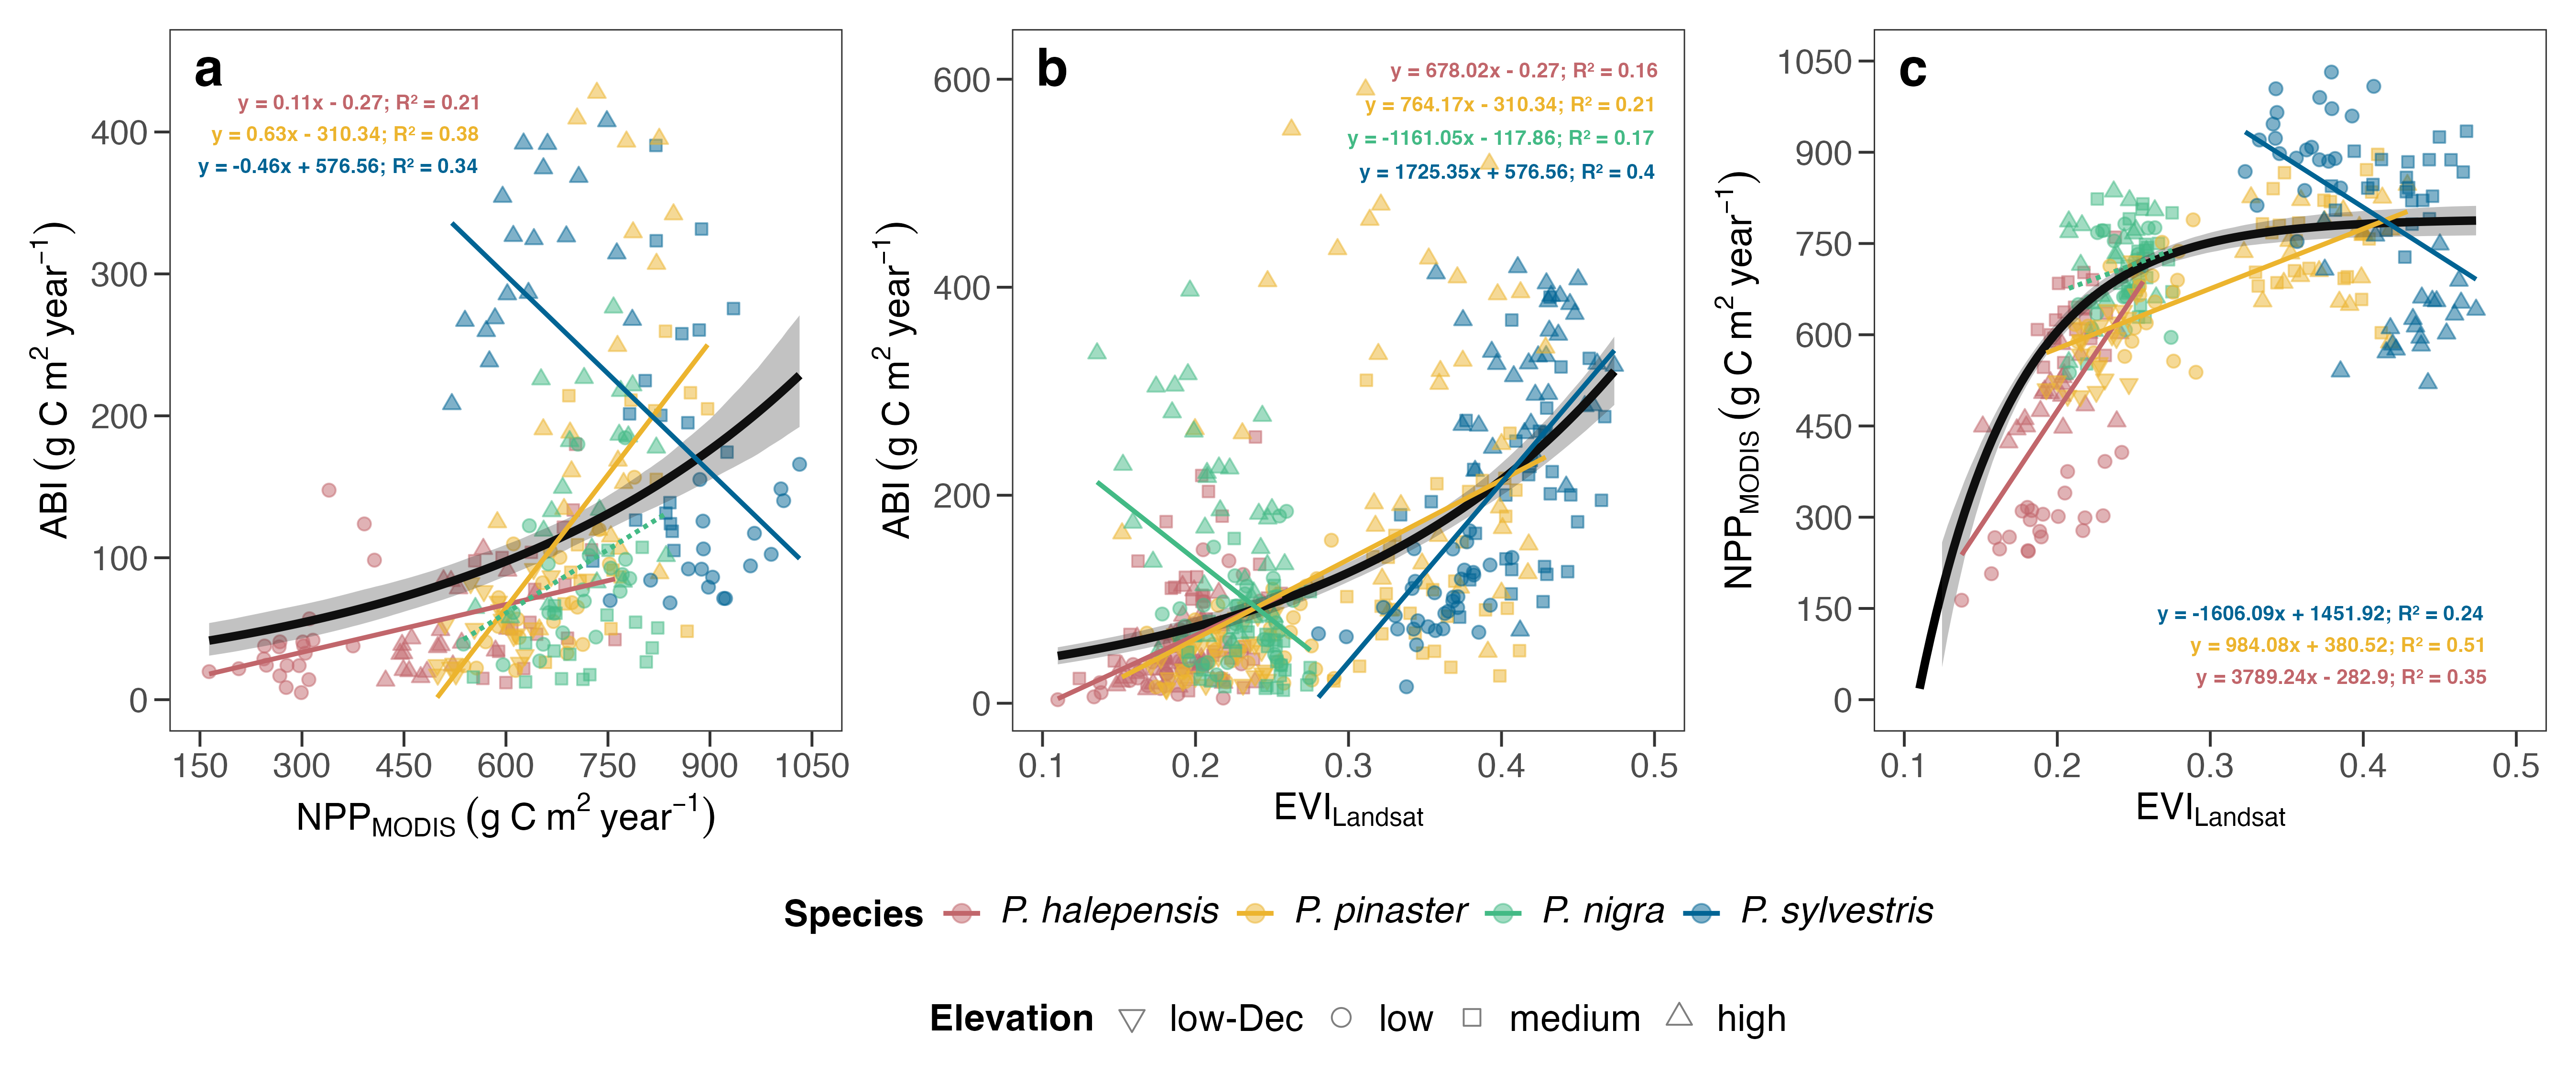 a
y = 0.11x - 0.27; R² = 0.21
y = 0.63x - 310.34; R² = 0.38
y = -0.46x + 576.56; R² = 0.34
ABI (g C m² year⁻¹)
400
300
200
100
0
150 300 450 600 750 900 1050
NPP_MODIS (g C m² year⁻¹)
b
y = 678.02x - 0.27; R² = 0.16
y = 764.17x - 310.34; R² = 0.21
y = -1161.05x - 117.86; R² = 0.17
y = 1725.35x + 576.56; R² = 0.4
ABI (g C m² year⁻¹)
600
400
200
0
0.1 0.2 0.3 0.4 0.5
EVI_Landsat
c
NPP_MODIS (g C m² year⁻¹)
1050
900
750
600
450
300
150
0
y = -1606.09x + 1451.92; R² = 0.24
y = 984.08x + 380.52; R² = 0.51
y = 3789.24x - 282.9; R² = 0.35
0.1 0.2 0.3 0.4 0.5
EVI_Landsat
Species P. halepensis P. pinaster P. nigra P. sylvestris
Elevation low-Dec low medium high